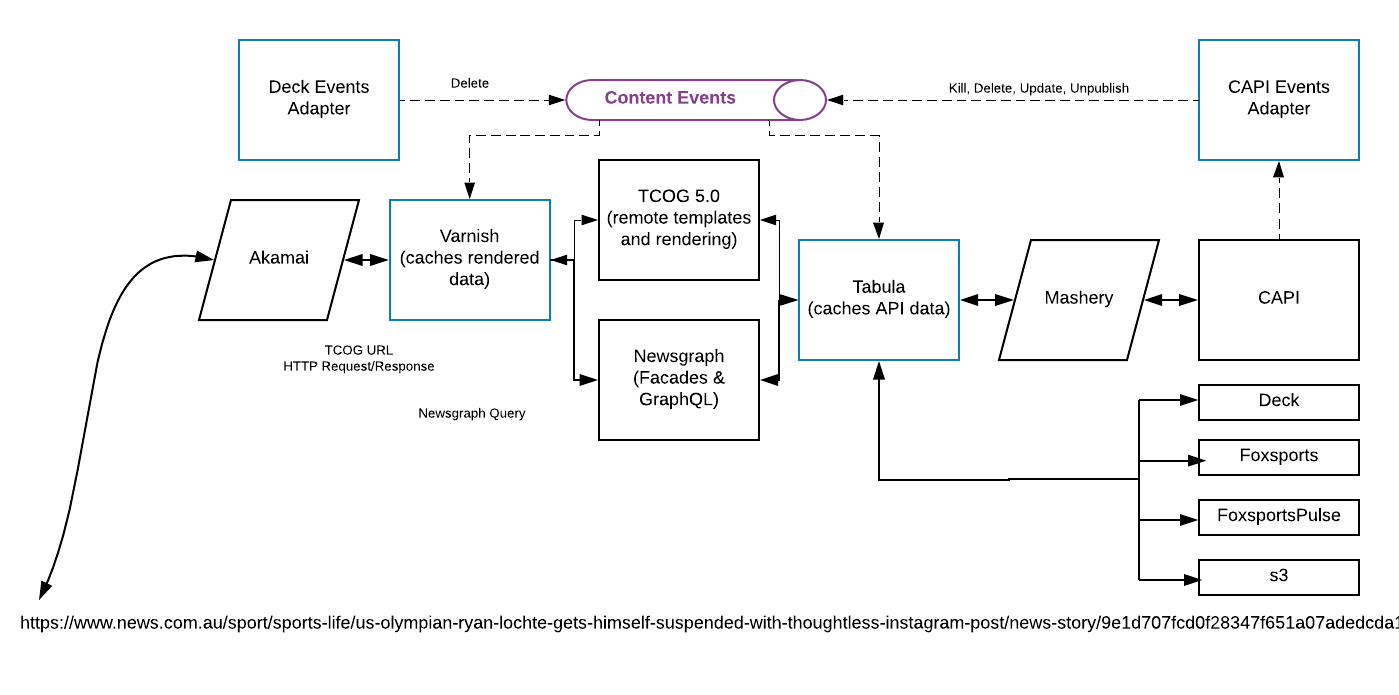 Deck Events
Adapter
Delete
Content Events
Kill, Delete, Update, Unpublish
CAPI Events
Adapter
Akamai
Varnish
(caches rendered
data)
TCOG 5.0
(remote templates
and rendering)
Tabula
(caches API data)
Mashery
CAPI
TCOG URL
HTTP Request/Response
Newsgraph
(Facades &
GraphQL)
Newsgraph Query
Deck
Foxsports
FoxsportsPulse
s3
https://www.news.com.au/sport/sports-life/us-olympian-ryan-lochte-gets-himself-suspended-with-thoughtless-instagram-post/news-story/9e1d707fcd0f28347f651a07adedcda1